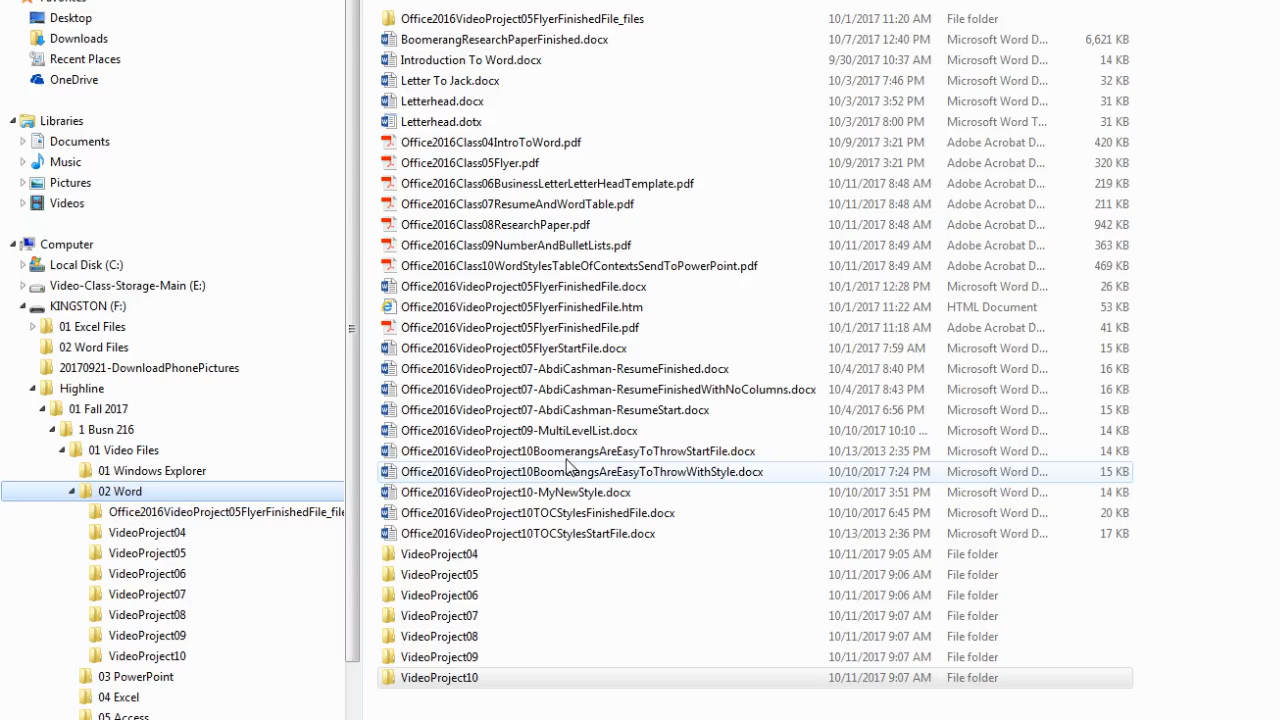 Desktop
Downloads
Recent Places
OneDrive
Libraries
Documents
Music
Pictures
Videos
Computer
Local Disk (C:)
Video-Class-Storage-Main (E:)
KINGSTON (F:)
01 Excel Files
02 Word Files
20170921-DownloadPhonePictures
Highline
01 Fall 2017
1 Busn 216
01 Video Files
01 Windows Explorer
02 Word
Office2016VideoProject05FlyerFinishedFile_file
VideoProject04
VideoProject05
VideoProject06
VideoProject07
VideoProject08
VideoProject09
VideoProject10
03 PowerPoint
04 Excel
05 Access
Office2016VideoProject05FlyerFinishedFile_files 10/1/2017 11:20 AM File folder
BoomerangResearchPaperFinished.docx 10/7/2017 12:40 PM Microsoft Word D... 6,621 KB
Introduction To Word.docx 9/30/2017 10:37 AM Microsoft Word D... 14 KB
Letter To Jack.docx 10/3/2017 7:46 PM Microsoft Word D... 32 KB
Letterhead.docx 10/3/2017 3:52 PM Microsoft Word D... 31 KB
Letterhead.dotx 10/3/2017 8:00 PM Microsoft Word T... 31 KB
Office2016Class04IntroToWord.pdf 10/9/2017 3:21 PM Adobe Acrobat D... 420 KB
Office2016Class05Flyer.pdf 10/9/2017 3:21 PM Adobe Acrobat D... 320 KB
Office2016Class06BusinessLetterLetterHeadTemplate.pdf 10/11/2017 8:48 AM Adobe Acrobat D... 219 KB
Office2016Class07ResumeAndWordTable.pdf 10/11/2017 8:48 AM Adobe Acrobat D... 211 KB
Office2016Class08ResearchPaper.pdf 10/11/2017 8:48 AM Adobe Acrobat D... 942 KB
Office2016Class09NumberAndBulletLists.pdf 10/11/2017 8:49 AM Adobe Acrobat D... 363 KB
Office2016Class10WordStylesTableOfContextsSendToPowerPoint.pdf 10/11/2017 8:49 AM Adobe Acrobat D... 469 KB
Office2016VideoProject05FlyerFinishedFile.docx 10/1/2017 12:28 PM Microsoft Word D... 26 KB
Office2016VideoProject05FlyerFinishedFile.htm 10/1/2017 11:22 AM HTML Document 53 KB
Office2016VideoProject05FlyerFinishedFile.pdf 10/1/2017 11:18 AM Adobe Acrobat D... 41 KB
Office2016VideoProject05FlyerStartFile.docx 10/1/2017 7:59 AM Microsoft Word D... 15 KB
Office2016VideoProject07-AbdiCashman-ResumeFinished.docx 10/4/2017 8:40 PM Microsoft Word D... 16 KB
Office2016VideoProject07-AbdiCashman-ResumeFinishedWithNoColumns.docx 10/4/2017 8:43 PM Microsoft Word D... 16 KB
Office2016VideoProject07-AbdiCashman-ResumeStart.docx 10/4/2017 6:56 PM Microsoft Word D... 15 KB
Office2016VideoProject09-MultiLevelList.docx 10/10/2017 10:10 ... Microsoft Word D... 14 KB
Office2016VideoProject10BoomerangsAreEasyToThrowStartFile.docx 10/13/2013 2:35 PM Microsoft Word D... 14 KB
Office2016VideoProject10BoomerangsAreEasyToThrowWithStyle.docx 10/10/2017 7:24 PM Microsoft Word D... 15 KB
Office2016VideoProject10-MyNewStyle.docx 10/10/2017 3:51 PM Microsoft Word D... 14 KB
Office2016VideoProject10TOCStylesFinishedFile.docx 10/10/2017 6:45 PM Microsoft Word D... 20 KB
Office2016VideoProject10TOCStylesStartFile.docx 10/13/2013 2:36 PM Microsoft Word D... 17 KB
VideoProject04 10/11/2017 9:05 AM File folder
VideoProject05 10/11/2017 9:06 AM File folder
VideoProject06 10/11/2017 9:06 AM File folder
VideoProject07 10/11/2017 9:07 AM File folder
VideoProject08 10/11/2017 9:07 AM File folder
VideoProject09 10/11/2017 9:07 AM File folder
VideoProject10 10/11/2017 9:07 AM File folder